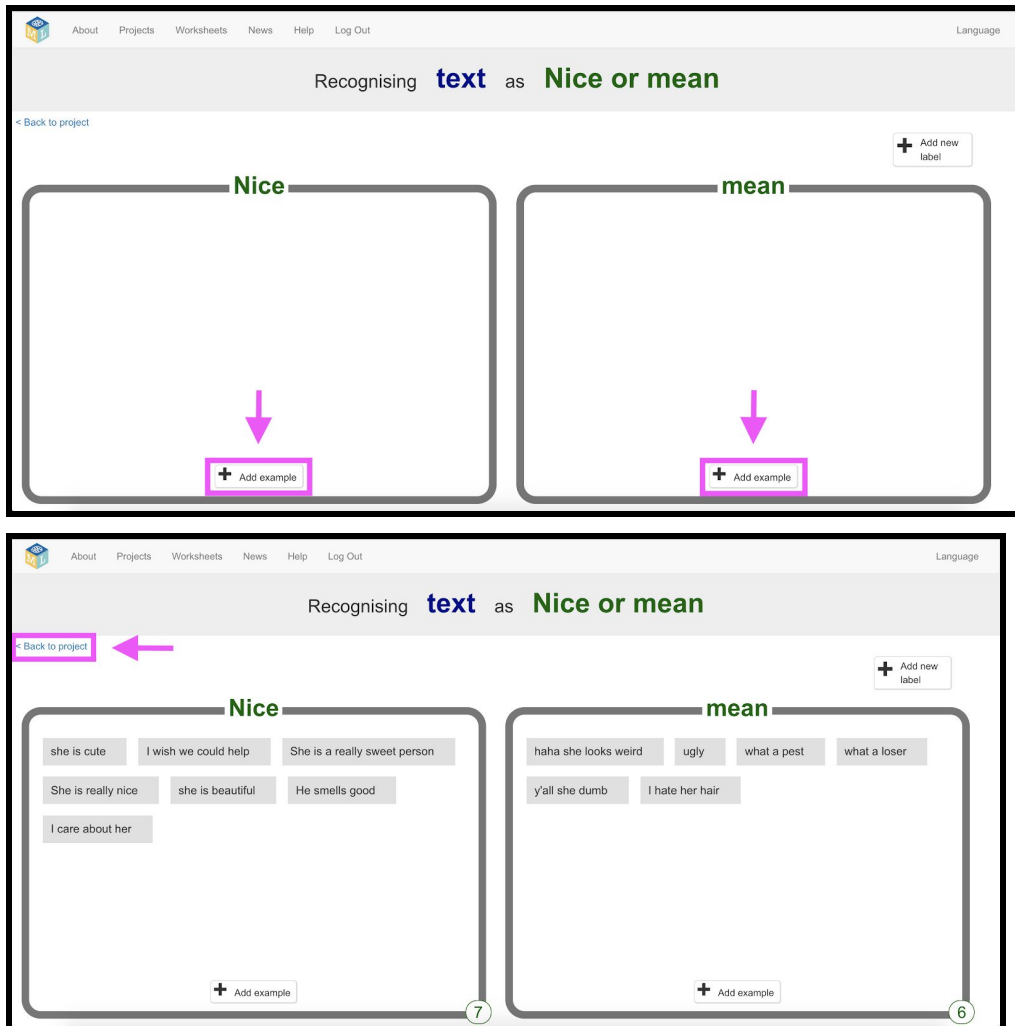 About Projects Worksheets News Help Log Out Language
Recognising text as Nice or mean
< Back to project
Add new
label
Nice mean
Add example Add example
About Projects Worksheets News Help Log Out Language
Recognising text as Nice or mean
< Back to project
Add new
label
Nice mean
she is cute I wish we could help She is a really sweet person haha she looks weird ugly what a pest what a loser
She is really nice she is beautiful He smells good y'all she dumb I hate her hair
I care about her
Add example Add example
7 6